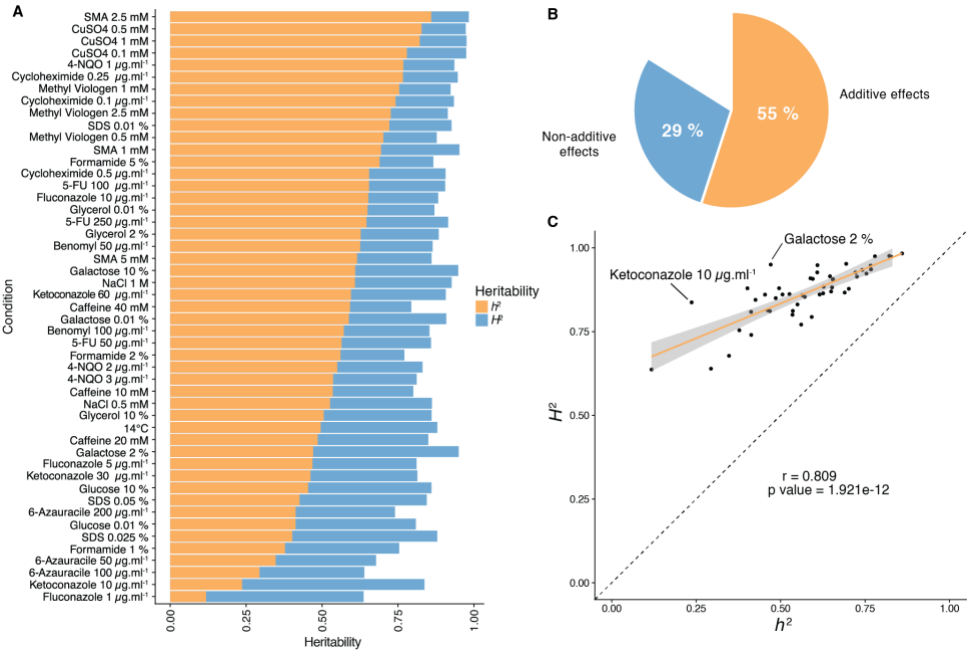 A
Condition
SMA 2.5 mM
CuSO4 0.5 mM
CuSO4 1 mM
CuSO4 0.1 mM
4-NQO 1 µg.ml-1
Cycloheximide 0.25 µg.ml-1
Methyl Viologen 1 mM
Cycloheximide 0.1 µg.ml-1
Methyl Viologen 2.5 mM
SDS 0.01 %
Methyl Viologen 0.5 mM
SMA 1 mM
Formamide 5 %
Cycloheximide 0.5 µg.ml-1
5-FU 100 µg.ml-1
Fluconazole 10 µg.ml-1
Glycerol 0.01 %
5-FU 250 µg.ml-1
Glycerol 2 %
Benomyl 50 µg.ml-1
SMA 5 mM
Galactose 10 %
NaCl 1 M
Ketoconazole 60 µg.ml-1
Caffeine 40 mM
Galactose 0.01 %
Benomyl 100 µg.ml-1
5-FU 50 µg.ml-1
Formamide 2 %
4-NQO 2 µg.ml-1
4-NQO 3 µg.ml-1
Caffeine 10 mM
NaCl 0.5 mM
Glycerol 10 %
14°C
Caffeine 20 mM
Galactose 2 %
Fluconazole 5 µg.ml-1
Ketoconazole 30 µg.ml-1
Glucose 10 %
SDS 0.05 %
6-Azauracile 200 µg.ml-1
Glucose 0.01 %
SDS 0.025 %
Formamide 1 %
6-Azauracile 50 µg.ml-1
6-Azauracile 100 µg.ml-1
Ketoconazole 10 µg.ml-1
Fluconazole 1 µg.ml-1
0.00
0.25
0.50
0.75
1.00
Heritability
Heritability
h²
H²
B
Additive effects
55 %
29 %
Non-additive
effects
C
Galactose 2 %
Ketoconazole 10 µg.ml-1
r = 0.809
p value = 1.921e-12
H²
1.00
0.75
0.50
0.25
0.00
0.00
0.25
0.50
0.75
1.00
h²